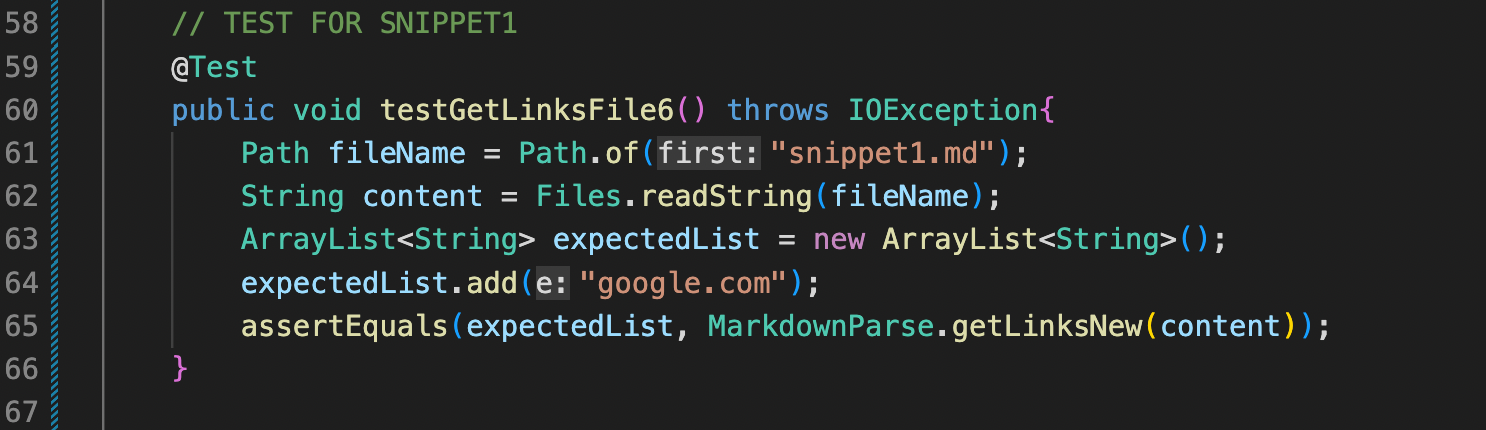 58 // TEST FOR SNIPPET1
59 @Test
60 public void testGetLinksFile6() throws IOException{
61 Path fileName = Path.of(first: "snippet1.md");
62 String content = Files.readString(fileName);
63 ArrayList<String> expectedList = new ArrayList<String>();
64 expectedList.add(e: "google.com");
65 assertEquals(expectedList, MarkdownParse.getLinksNew(content));
66 }
67